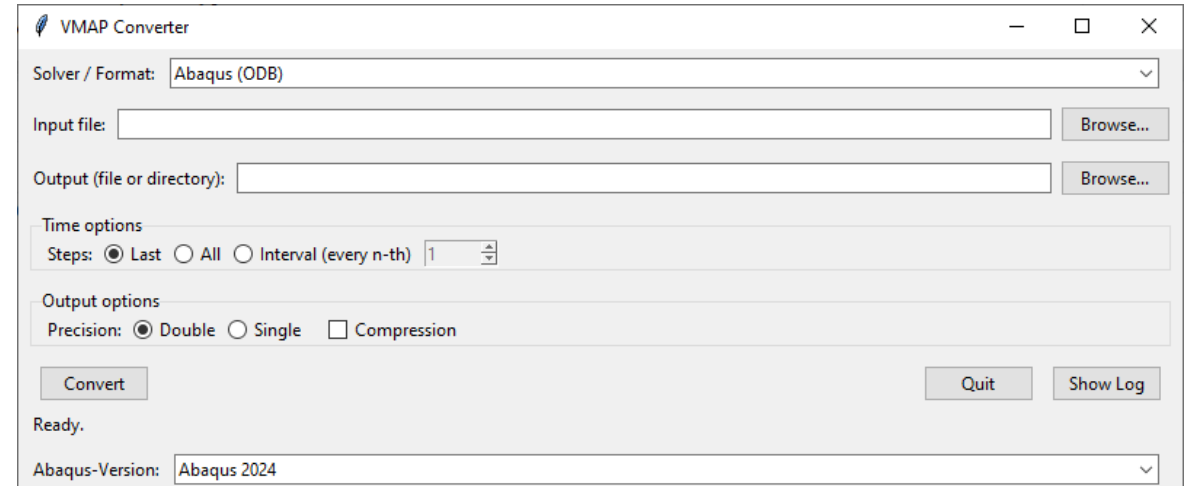 VMAP Converter
Solver / Format: Abaqus (ODB)
Input file: Browse...
Output (file or directory): Browse...
Time options
Steps: Last All Interval (every n-th) 1
Output options
Precision: Double Single Compression
Convert Quit Show Log
Ready.
Abaqus-Version: Abaqus 2024